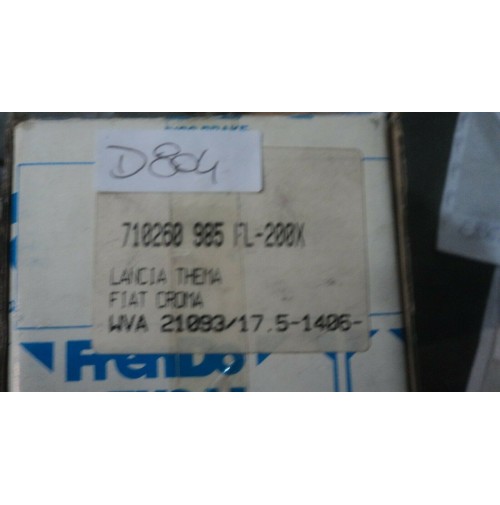 D804
710260 985 FL-200X
LANCIA THEMA
FIAT CROMA
WVA 21093/17.5-1406-
FrenDo